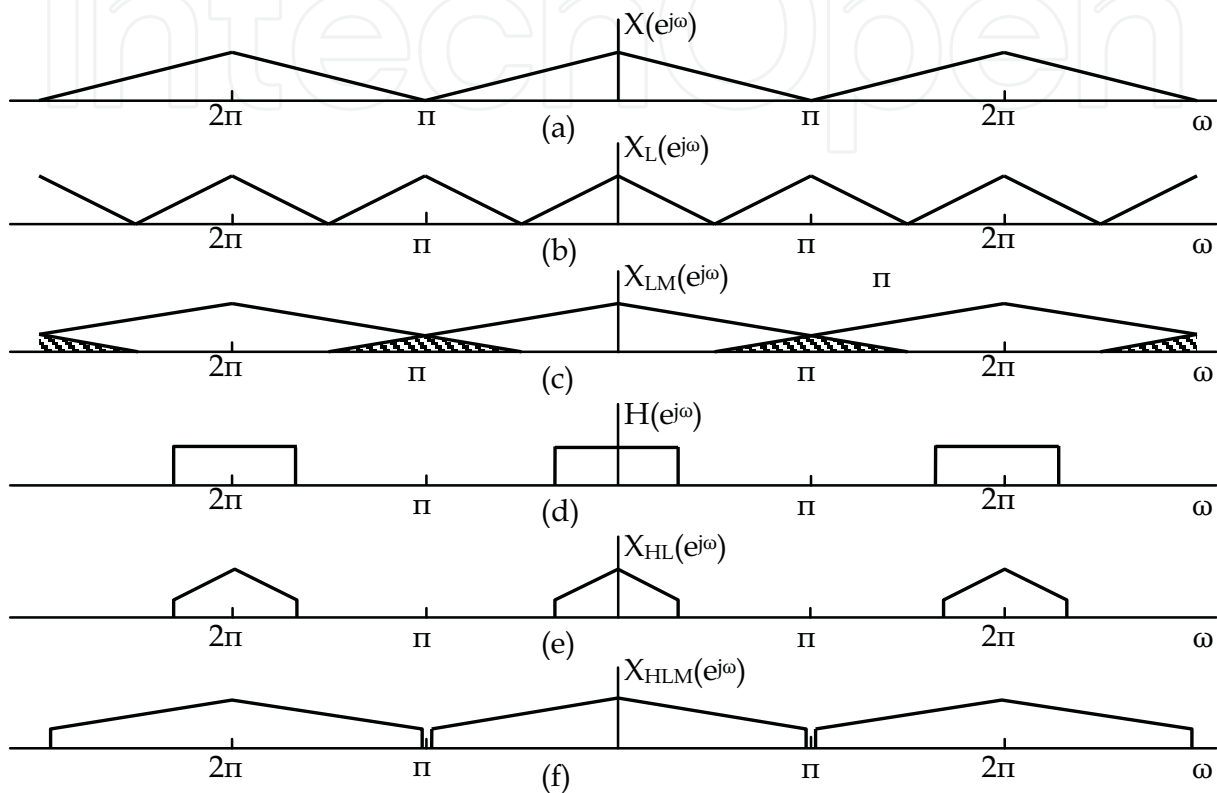 IntechOpen
X(e^jω)
2π π (a) π 2π ω
X_L(e^jω)
2π π (b) π 2π ω
X_LM(e^jω) π
2π π (c) π 2π ω
H(e^jω)
2π π (d) π 2π ω
X_HL(e^jω)
2π π (e) π 2π ω
X_HLM(e^jω)
2π π (f) π 2π ω